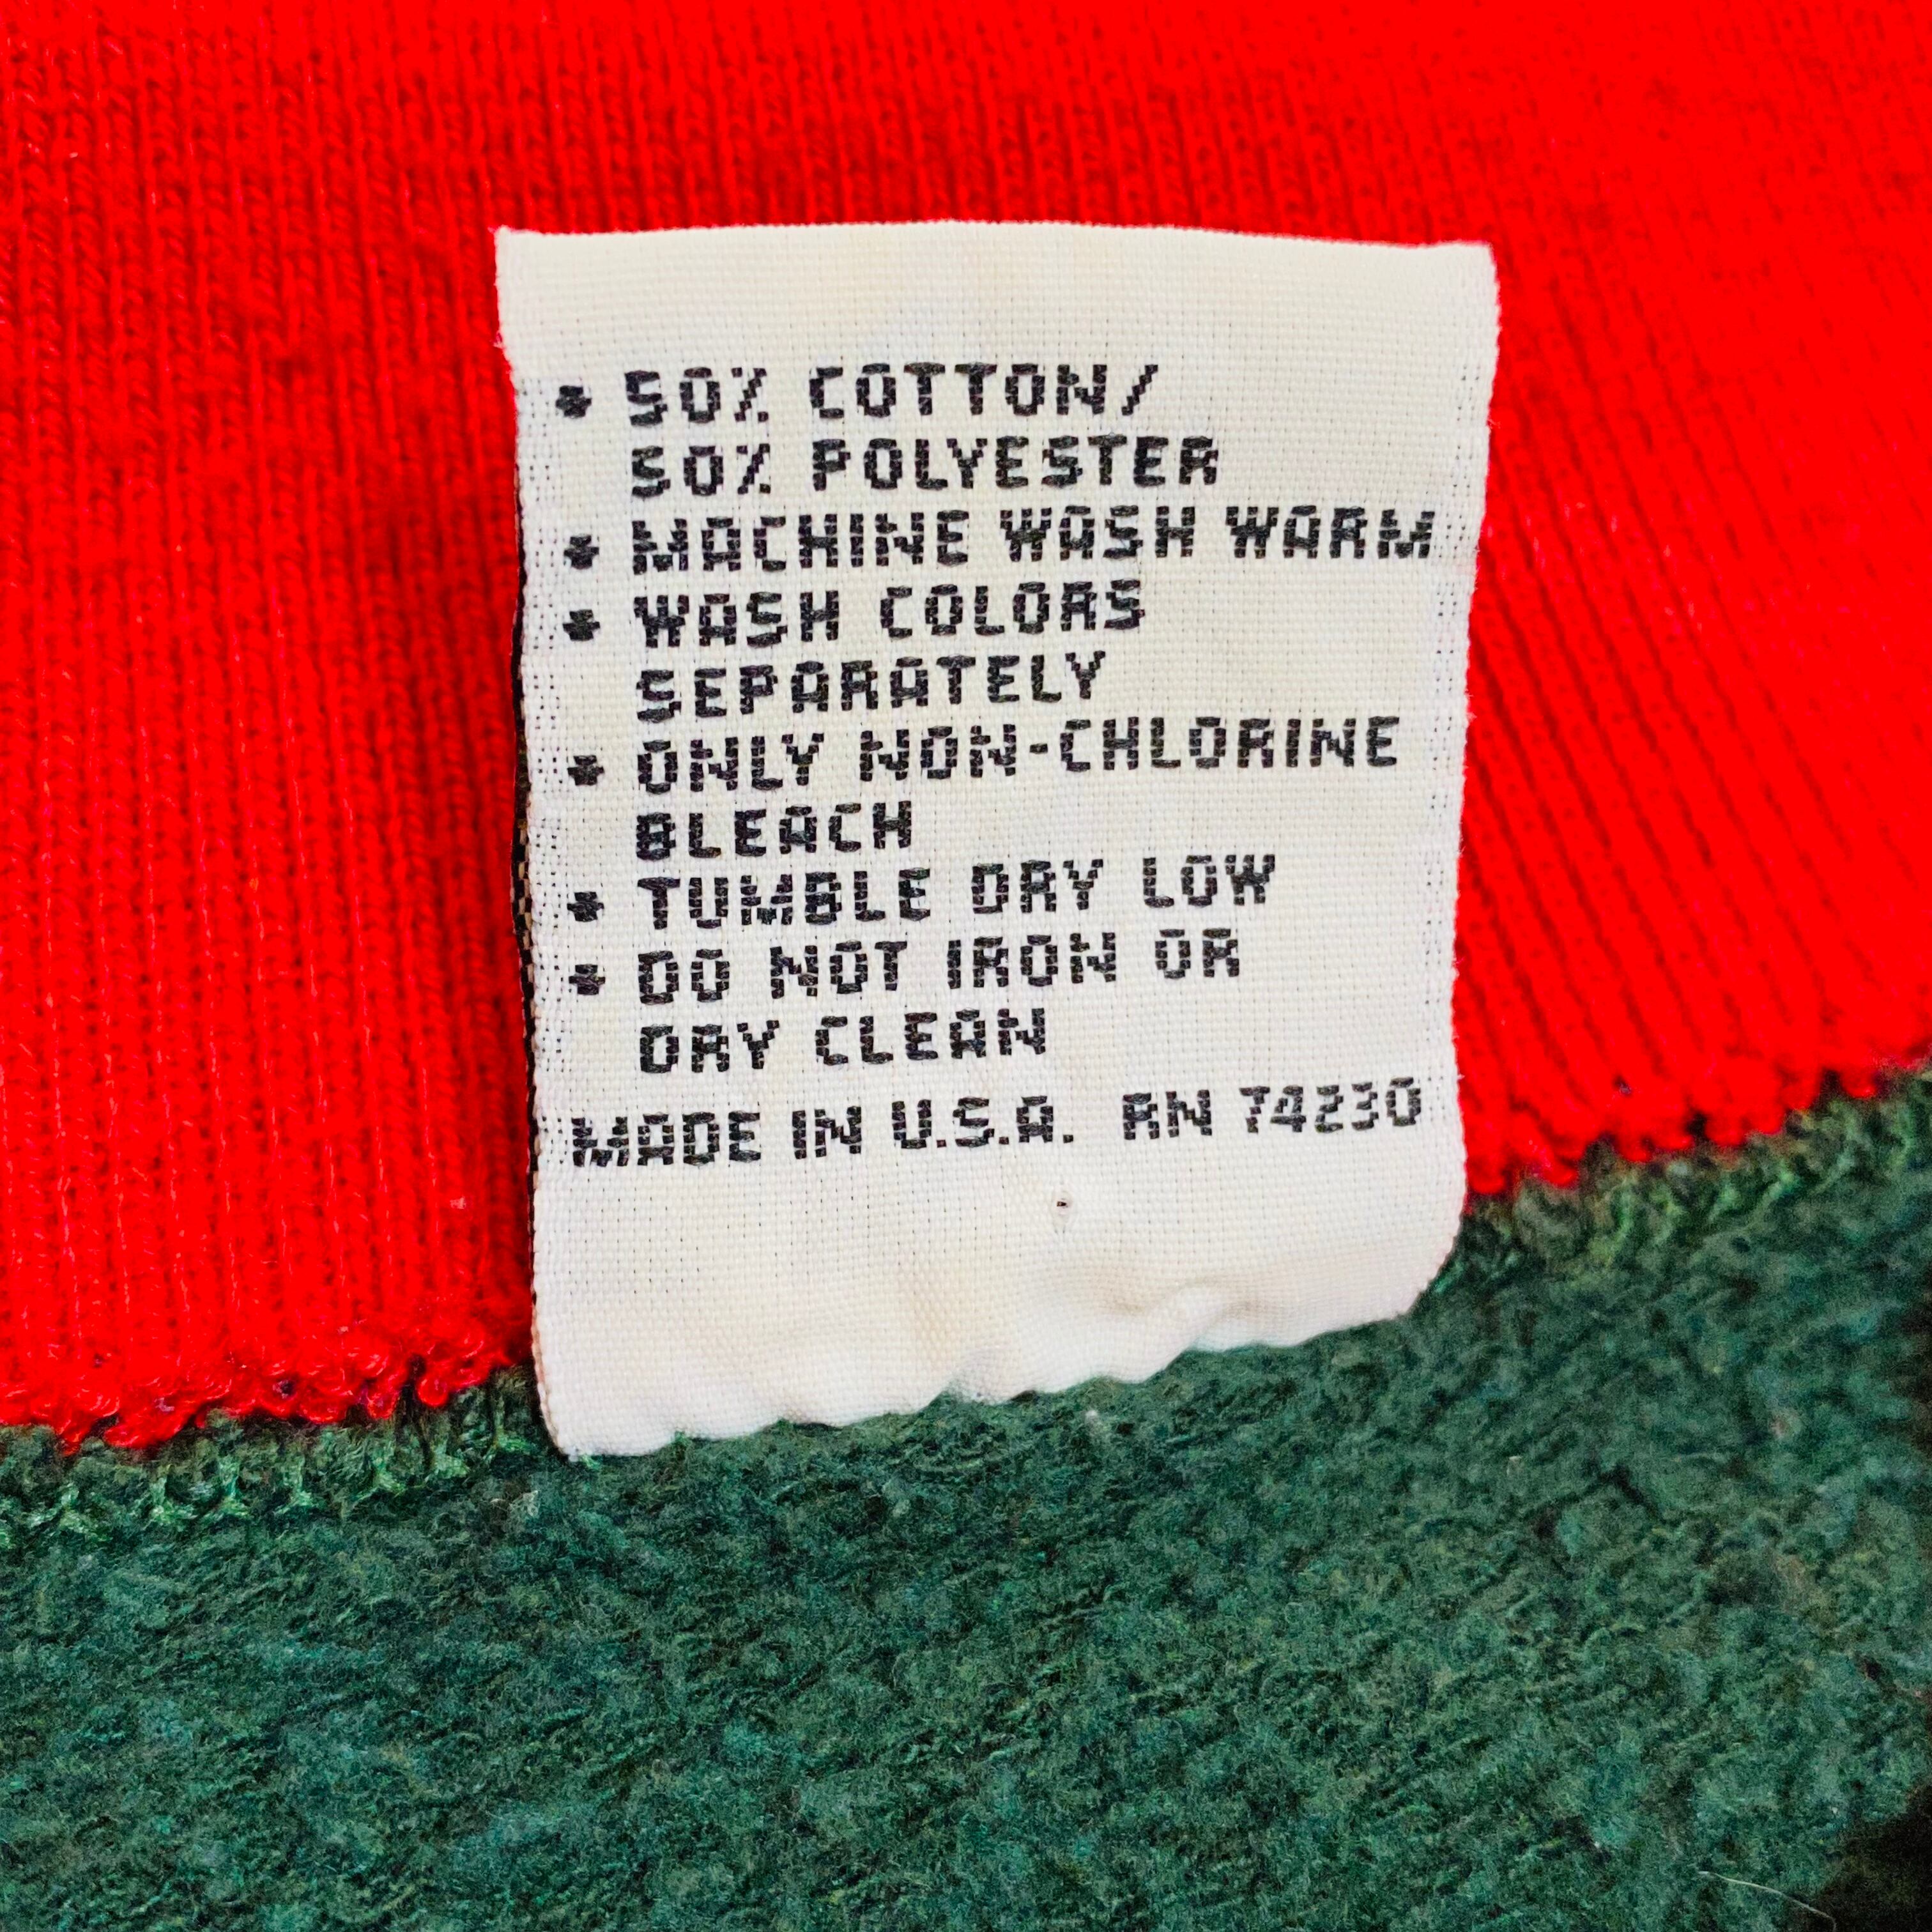 * 50% COTTON/
50% POLYESTER
* MACHINE WASH WARM
* WASH COLORS
SEPARATELY
* ONLY NON-CHLORINE
BLEACH
* TUMBLE DRY LOW
* DO NOT IRON OR
DRY CLEAN
MADE IN U.S.A. RN 74230